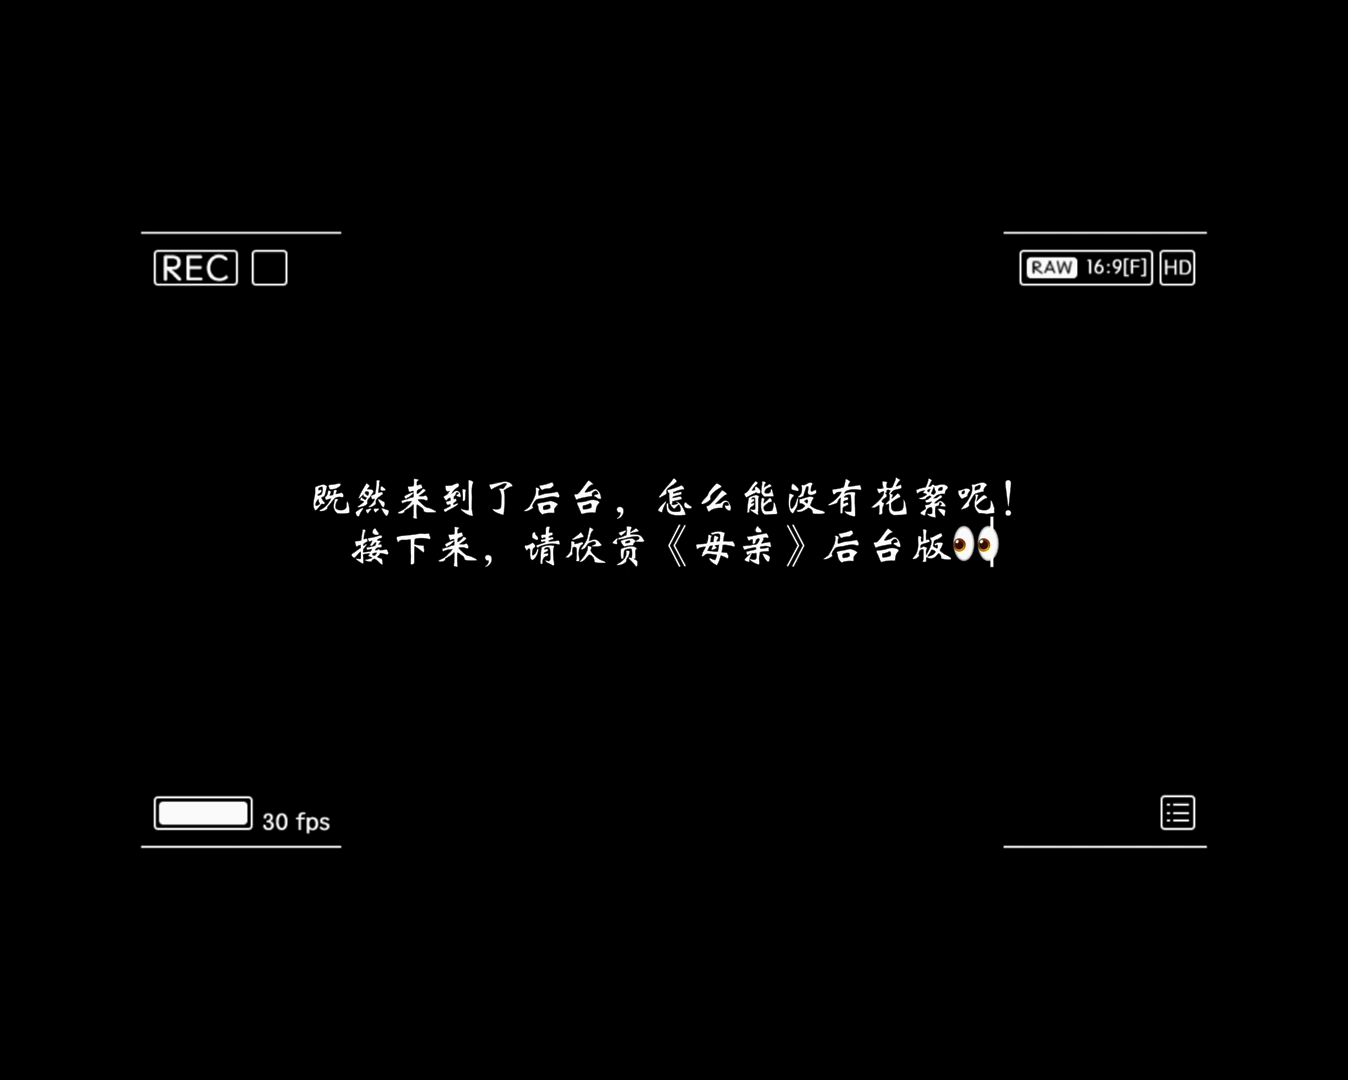 REC
RAW 16:9[F] HD
既然来到了后台，怎么能没有花絮呢！
接下来，请欣赏《母亲》后台版👀
30 fps